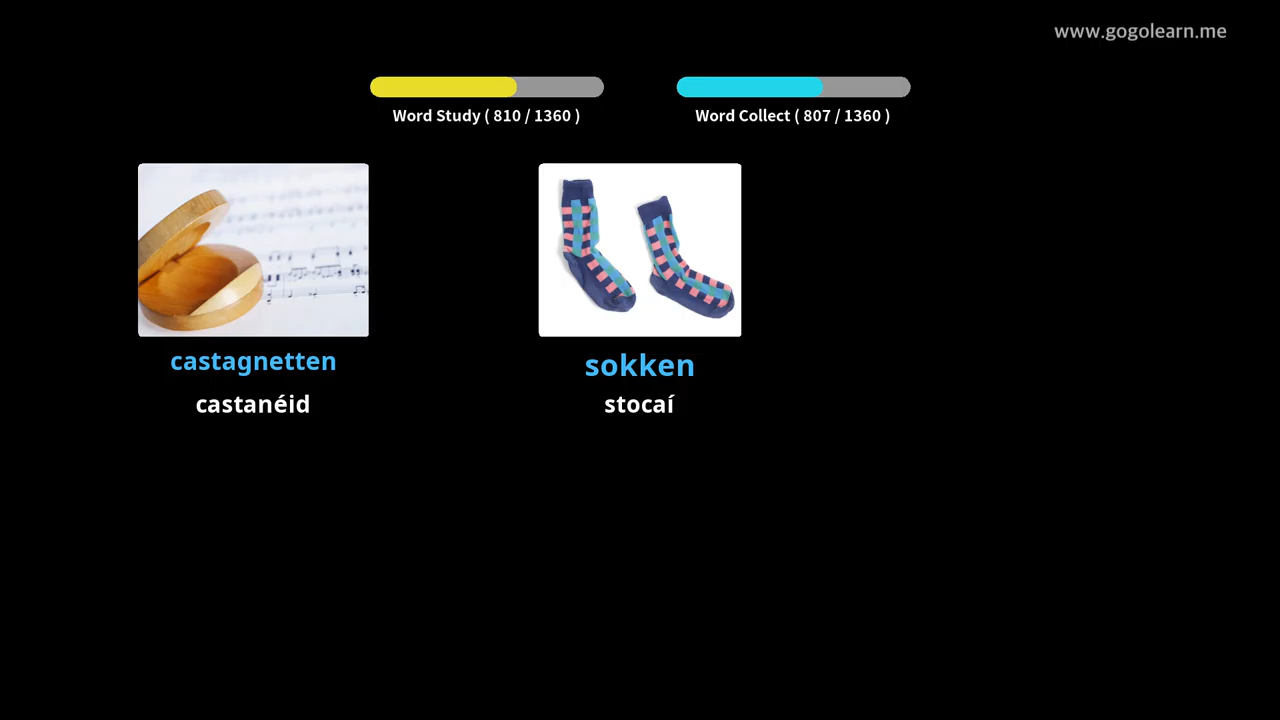 www.gogolearn.me
Word Study ( 810 / 1360 )
Word Collect ( 807 / 1360 )
castagnetten
sokken
castanéid
stocaí